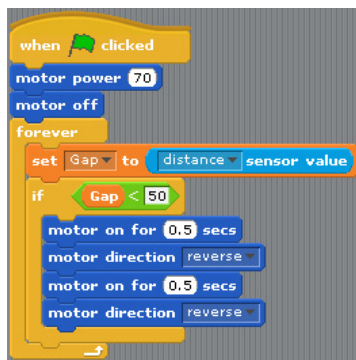 when clicked
motor power 70
motor off
forever
set Gap to distance sensor value
if Gap < 50
motor on for 0.5 secs
motor direction reverse
motor on for 0.5 secs
motor direction reverse